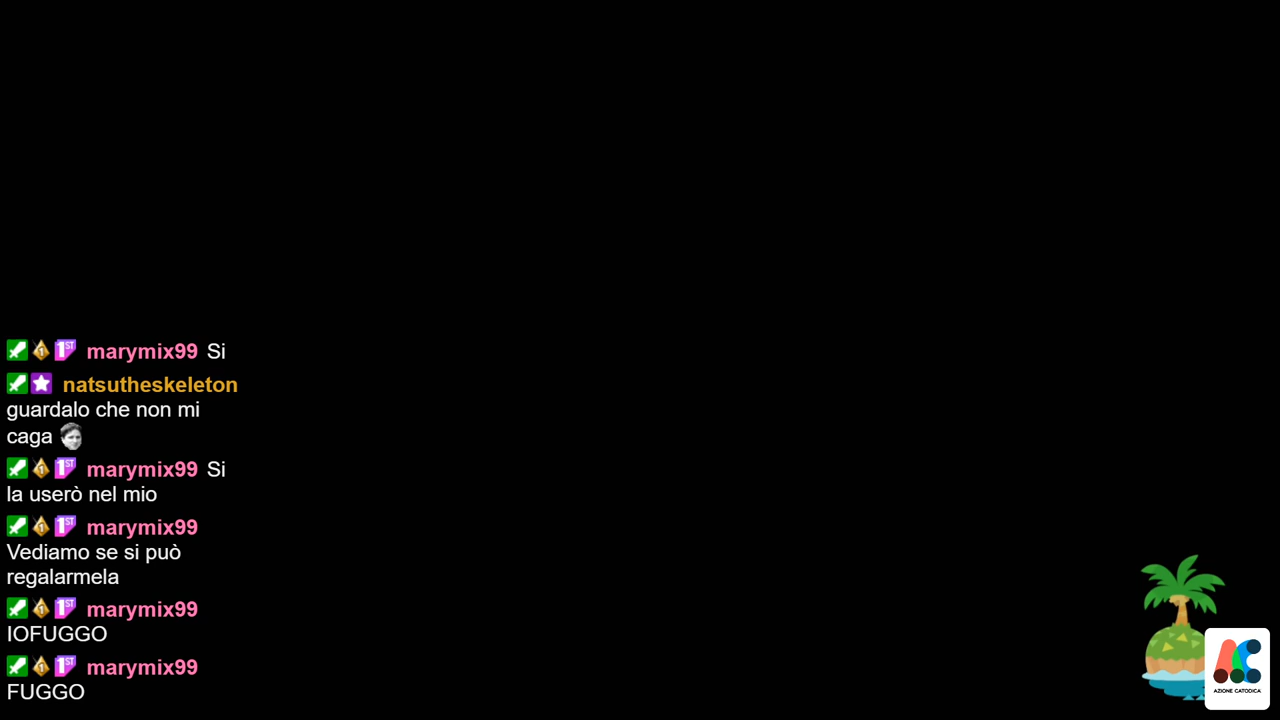 marymix99 Si
natsutheskeleton
guardalo che non mi
caga
marymix99 Si
la userò nel mio
marymix99
Vediamo se si può
regalarmela
marymix99
IOFUGGO
marymix99
FUGGO
AZIONE CATODICA